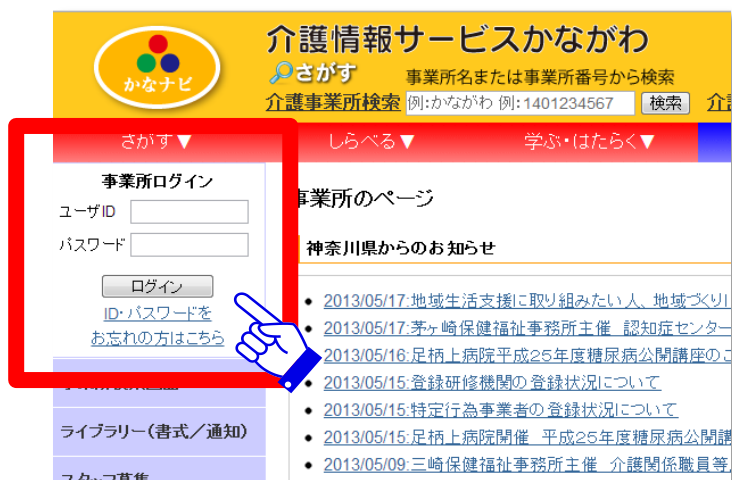 かなナビ
介護情報サービスかながわ
さがす 事業所名または事業所番号から検索
介護事業所検索 例:かながわ 例:1401234567 検索
さがす▼ しらべる▼ 学ぶ・はたらく▼
事業所ログイン
ユーザID
パスワード
ログイン
ID・パスワードを
お忘れの方はこちら
ライブラリー(書式/通知)
事業所のページ
神奈川県からのお知らせ
2013/05/17:地域生活支援に取り組みたい人、地域づくり
2013/05/17:茅ヶ崎保健福祉事務所主催 認知症センター
2013/05/16:足柄上病院平成25年度糖尿病公開講座のご
2013/05/15:登録研修機関の登録状況について
2013/05/15:特定行為事業者の登録状況について
2013/05/15:足柄上病院開催 平成25年度糖尿病公開講
2013/05/09:三崎保健福祉事務所主催 介護関係職員等